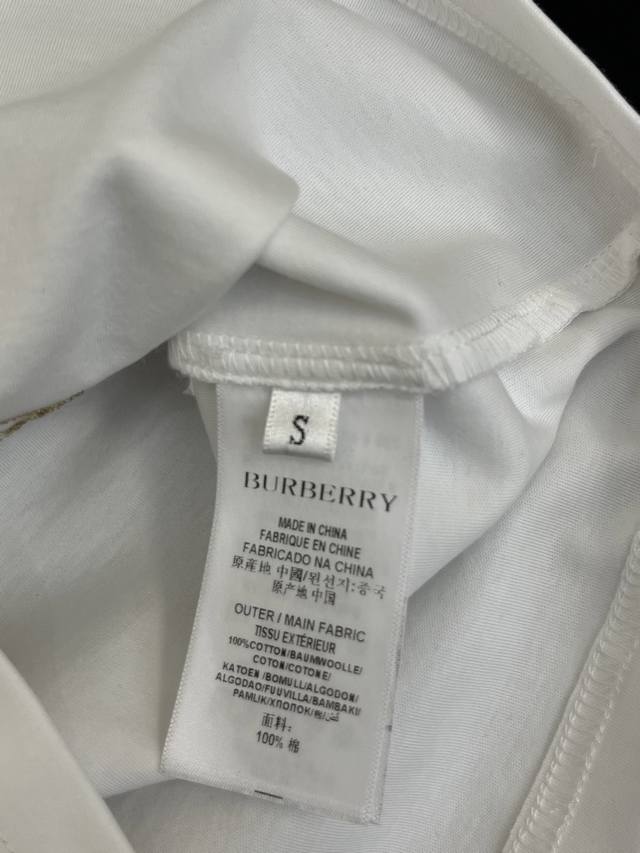 S
BURBERRY
MADE IN CHINA
FABRIQUE EN CHINE
FABRICADO NA CHINA
原産地 中國/원산지:중국
原产地 中国
OUTER / MAIN FABRIC
TISSU EXTÉRIEUR
100%COTTON/BAUMWOLLE/
COTON/COTONE/
KATOEN/BOMULL/ALGODON/
ALGODAO/FUUVILLA/BAMBAKI/
PAMLIK/ХЛОПОК/棉/
面料:
100% 棉